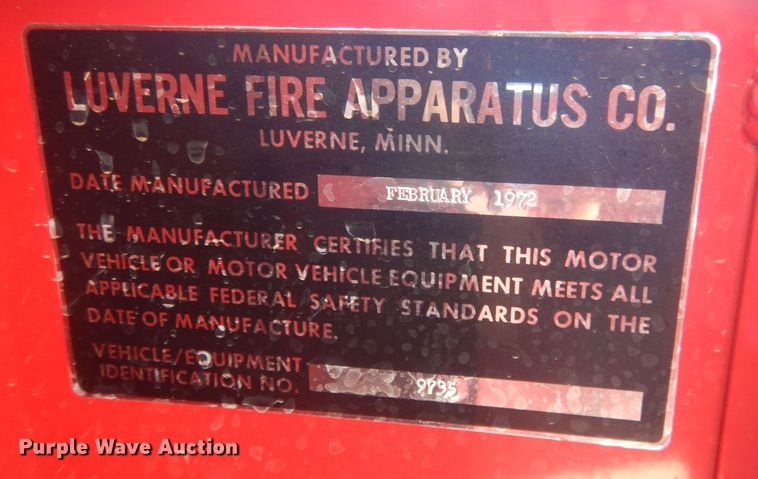 MANUFACTURED BY
LUVERNE FIRE APPARATUS CO.
LUVERNE, MINN.
DATE MANUFACTURED FEBRUARY 1972
THE MANUFACTURER CERTIFIES THAT THIS MOTOR
VEHICLE OR MOTOR VEHICLE EQUIPMENT MEETS ALL
APPLICABLE FEDERAL SAFETY STANDARDS ON THE
DATE OF MANUFACTURE.
VEHICLE/EQUIPMENT
IDENTIFICATION NO.
Purple Wave Auction